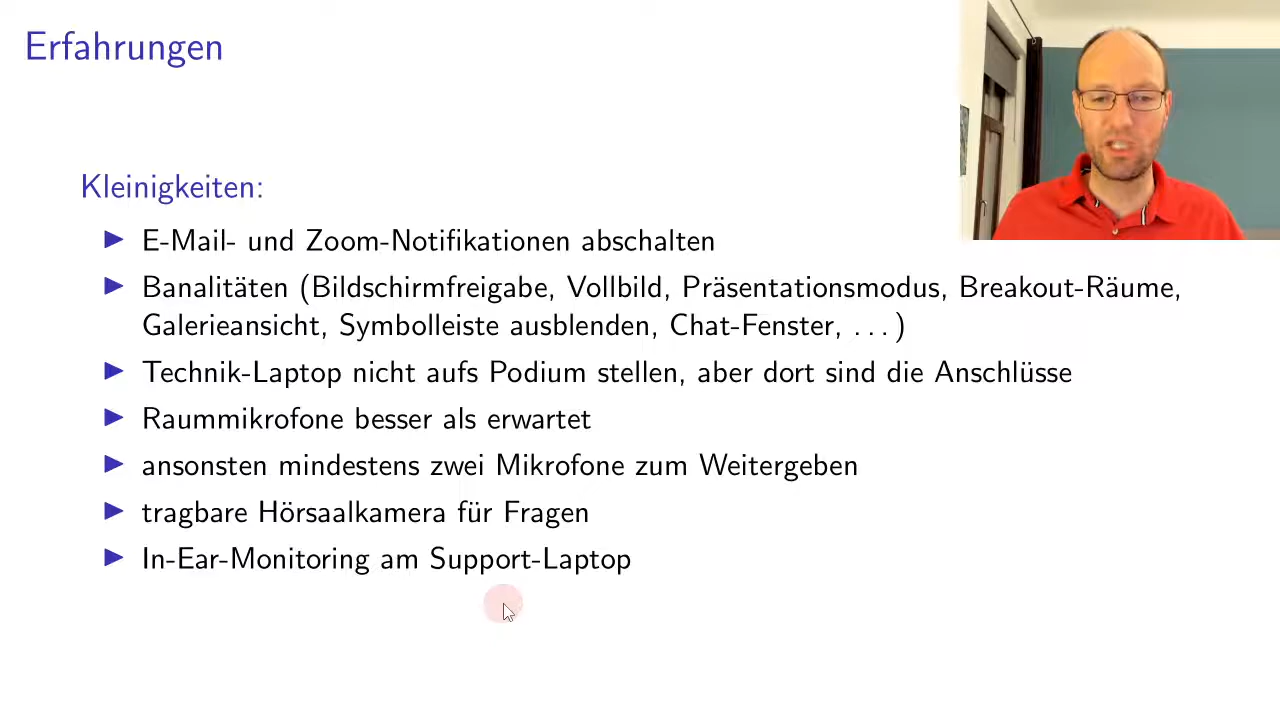 Erfahrungen
Kleinigkeiten:
▶ E-Mail- und Zoom-Notifikationen abschalten
▶ Banalitäten (Bildschirmfreigabe, Vollbild, Präsentationsmodus, Breakout-Räume,
Galerieansicht, Symbolleiste ausblenden, Chat-Fenster, ...)
▶ Technik-Laptop nicht aufs Podium stellen, aber dort sind die Anschlüsse
▶ Raummikrofone besser als erwartet
▶ ansonsten mindestens zwei Mikrofone zum Weitergeben
▶ tragbare Hörsaalkamera für Fragen
▶ In-Ear-Monitoring am Support-Laptop